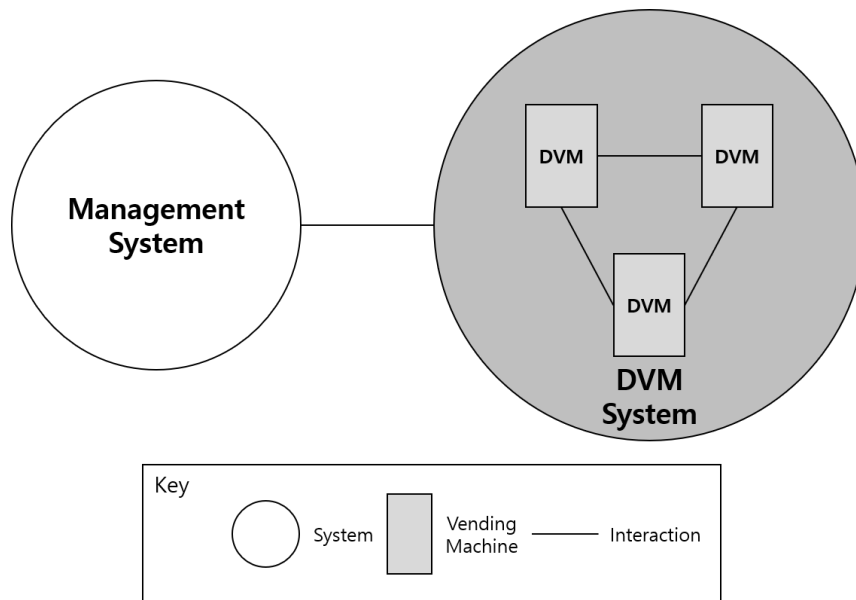 Management
System
DVM
DVM
DVM
DVM
System
Key
System
Vending
Machine
Interaction